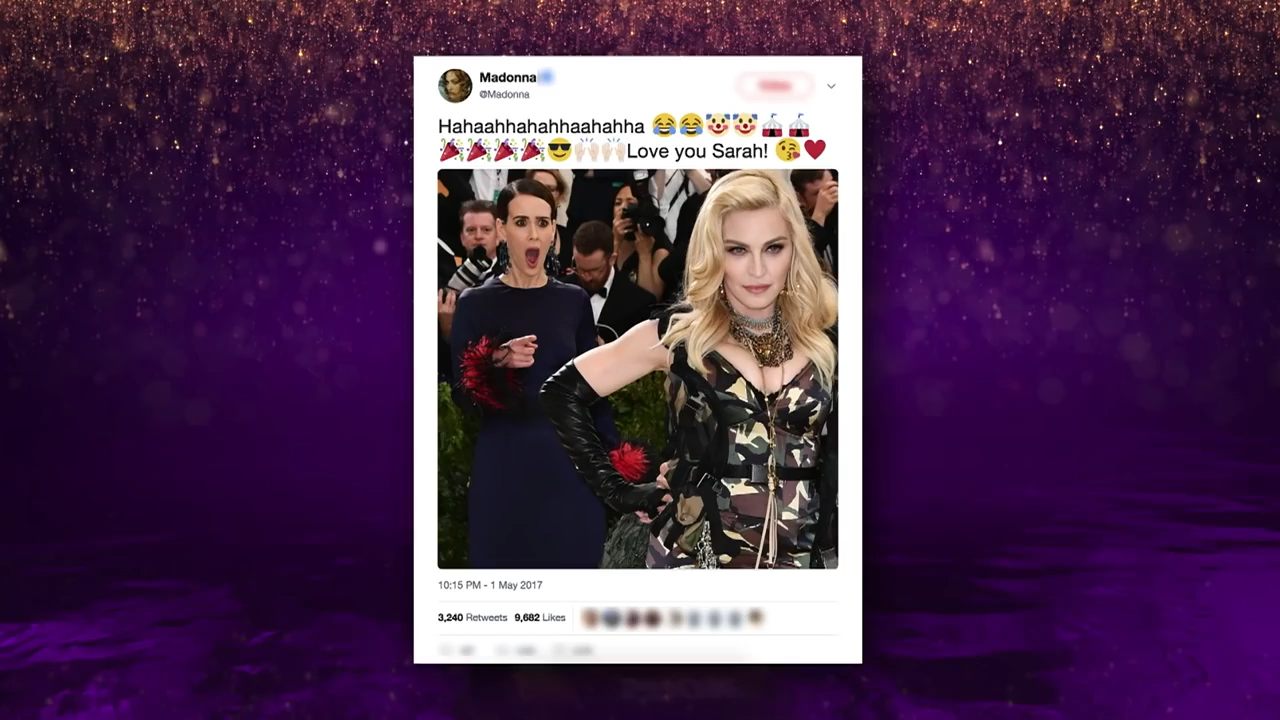 Madonna
@Madonna
Hahaahhahahhaahahha 😂😂🤡🤡🎪🎪
🎉🎉🎉🎉😎🙌🏻🙌🏻Love you Sarah! 😘♥️
10:15 PM - 1 May 2017
3,240 Retweets 9,682 Likes